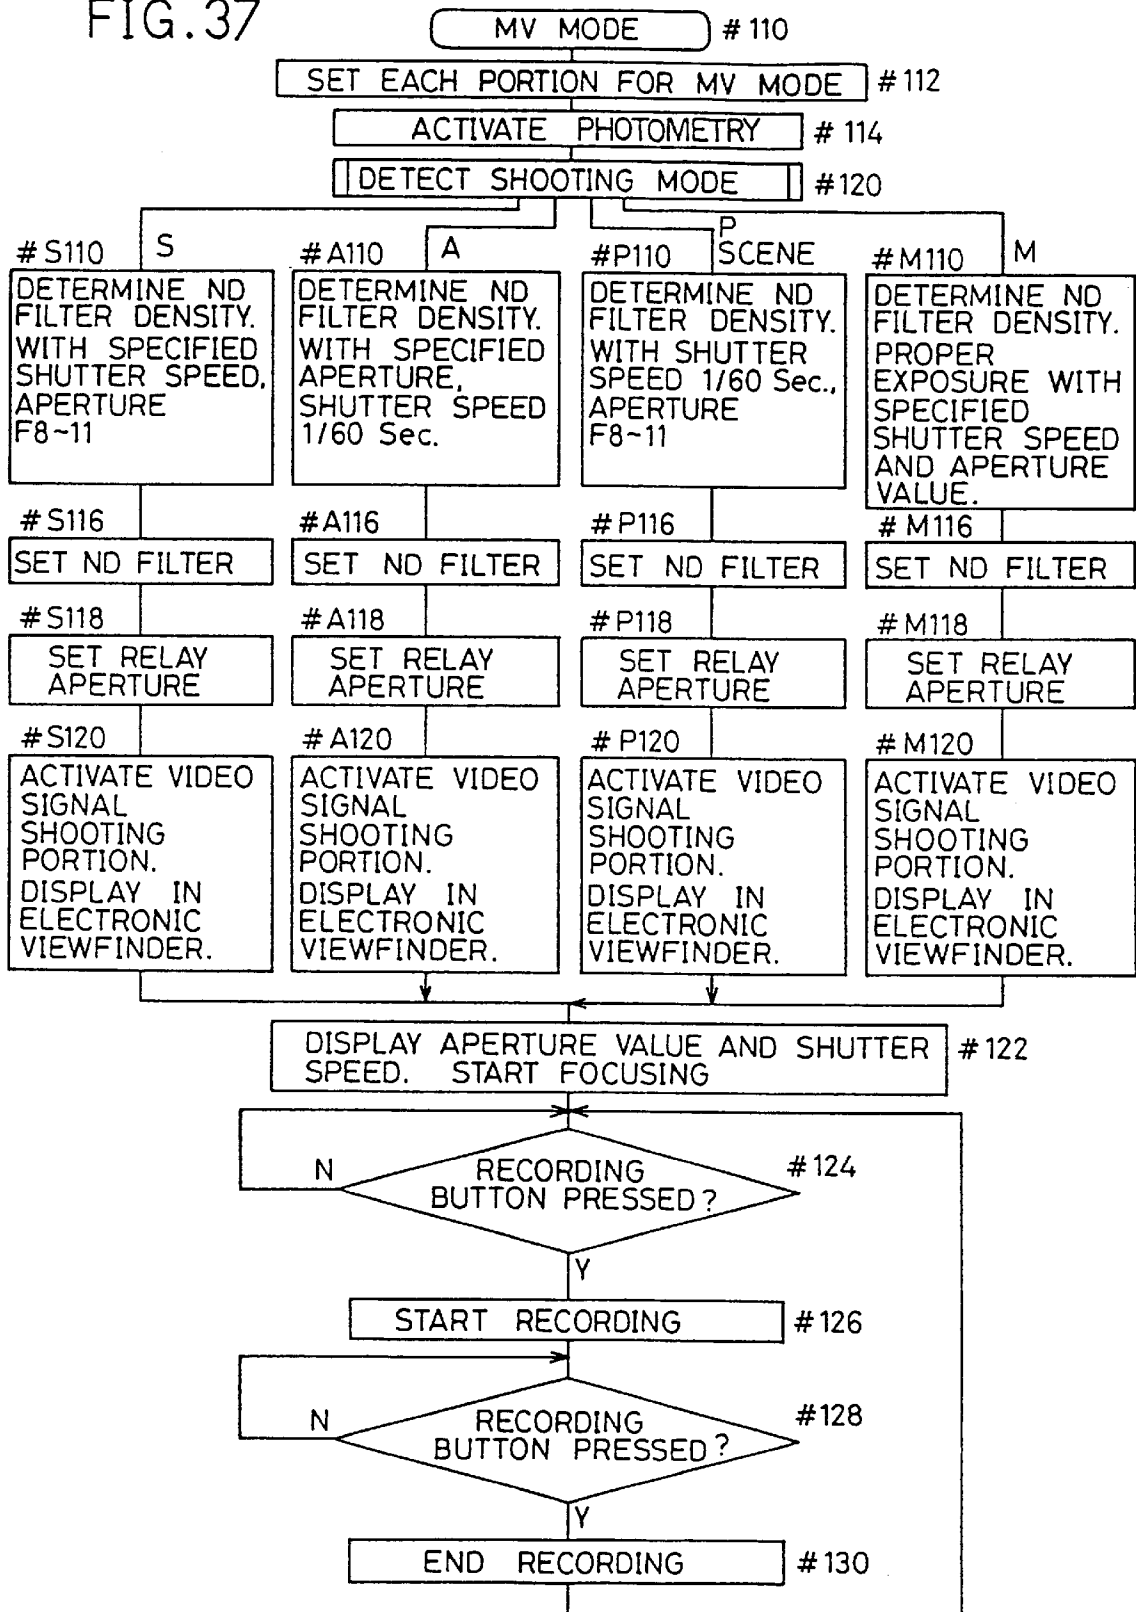 FIG.37
MV MODE
#110
SET EACH PORTION FOR MV MODE
#112
ACTIVATE PHOTOMETRY
#114
DETECT SHOOTING MODE
#120
#S110
S
DETERMINE ND
FILTER DENSITY.
WITH SPECIFIED
SHUTTER SPEED,
APERTURE
F8~11
#A110
A
DETERMINE ND
FILTER DENSITY.
WITH SPECIFIED
APERTURE,
SHUTTER SPEED
1/60 Sec.
#P110
P
SCENE
DETERMINE ND
FILTER DENSITY.
WITH SHUTTER
SPEED 1/60 Sec.,
APERTURE
F8~11
#M110
M
DETERMINE ND
FILTER DENSITY.
PROPER
EXPOSURE WITH
SPECIFIED
SHUTTER SPEED
AND APERTURE
VALUE.
#S116
SET ND FILTER
#A116
SET ND FILTER
#P116
SET ND FILTER
#M116
SET ND FILTER
#S118
SET RELAY
APERTURE
#A118
SET RELAY
APERTURE
#P118
SET RELAY
APERTURE
#M118
SET RELAY
APERTURE
#S120
ACTIVATE VIDEO
SIGNAL
SHOOTING
PORTION.
DISPLAY IN
ELECTRONIC
VIEWFINDER.
#A120
ACTIVATE VIDEO
SIGNAL
SHOOTING
PORTION.
DISPLAY IN
ELECTRONIC
VIEWFINDER.
#P120
ACTIVATE VIDEO
SIGNAL
SHOOTING
PORTION.
DISPLAY IN
ELECTRONIC
VIEWFINDER.
#M120
ACTIVATE VIDEO
SIGNAL
SHOOTING
PORTION.
DISPLAY IN
ELECTRONIC
VIEWFINDER.
DISPLAY APERTURE VALUE AND SHUTTER
SPEED. START FOCUSING
#122
RECORDING
BUTTON PRESSED?
#124
N
Y
START RECORDING
#126
RECORDING
BUTTON PRESSED?
#128
N
Y
END RECORDING
#130